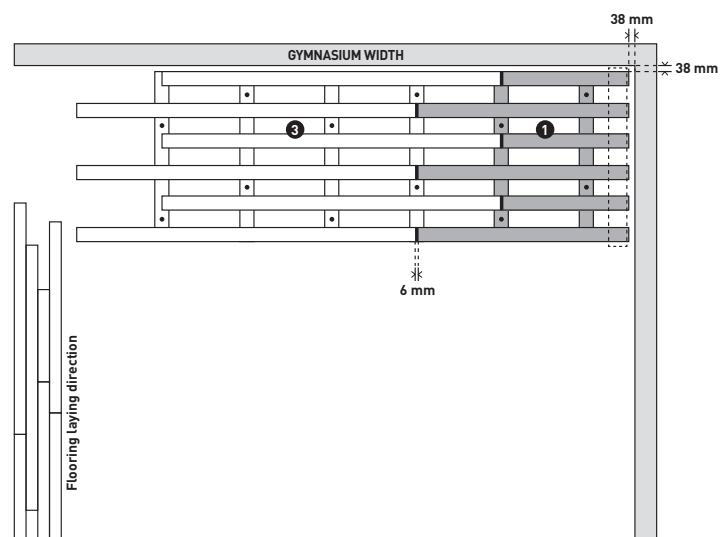 38 mm
GYMNASIUM WIDTH
38 mm
3
1
6 mm
Flooring laying direction